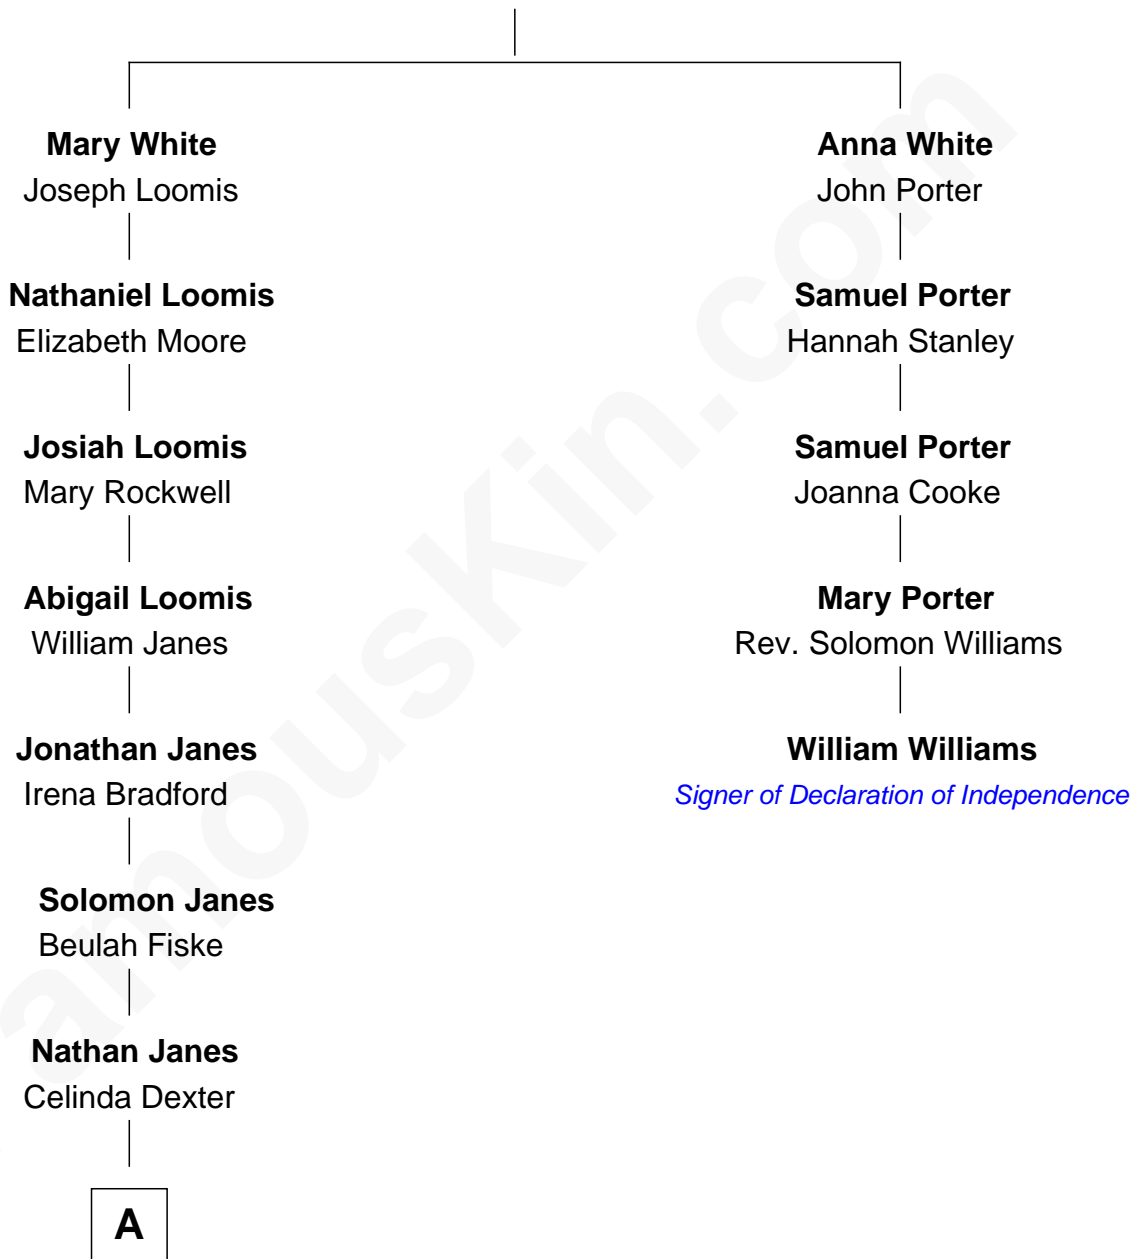 Mary White
Joseph Loomis
Nathaniel Loomis
Elizabeth Moore
Josiah Loomis
Mary Rockwell
Abigail Loomis
William Janes
Jonathan Janes
Irena Bradford
Solomon Janes
Beulah Fiske
Nathan Janes
Celinda Dexter
A
Anna White
John Porter
Samuel Porter
Hannah Stanley
Samuel Porter
Joanna Cooke
Mary Porter
Rev. Solomon Williams
William Williams
Signer of Declaration of Independence
amousKin.com